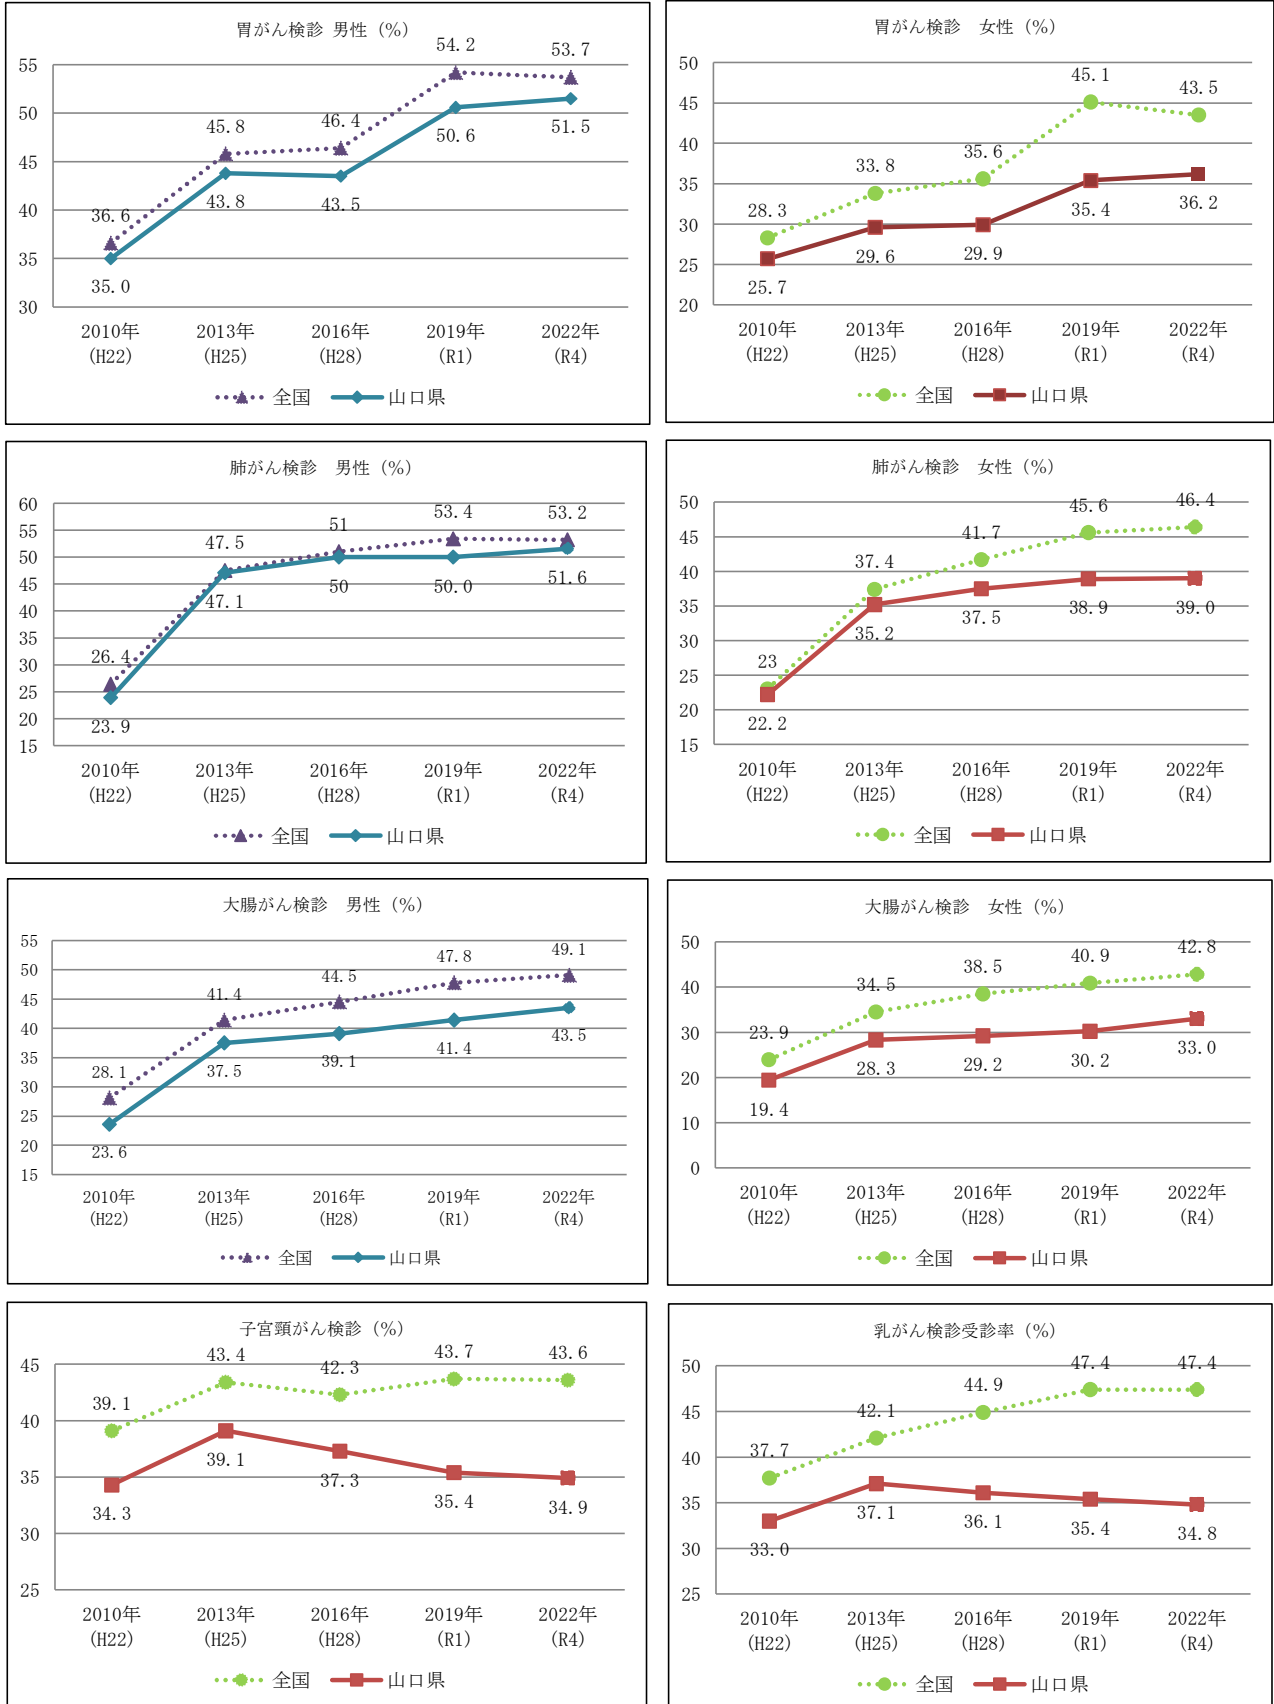 胃がん検診 男性（%）
54.2 53.7
55
50
45
40
35
30
45.8 46.4
36.6
50.6 51.5
43.8 43.5
35.0
2010年 2013年 2016年 2019年 2022年
(H22) (H25) (H28) (R1) (R4)
全国 山口県
胃がん検診　女性（%）
50
45
40
35
30
25
20
45.1 43.5
33.8 35.6
28.3
35.4 36.2
29.6 29.9
25.7
2010年 2013年 2016年 2019年 2022年
(H22) (H25) (H28) (R1) (R4)
全国 山口県
肺がん検診　男性（%）
60
55
50
45
40
35
30
25
20
15
47.5 51 53.4 53.2
26.4
47.1 50 50.0 51.6
23.9
2010年 2013年 2016年 2019年 2022年
(H22) (H25) (H28) (R1) (R4)
全国 山口県
肺がん検診　女性（%）
50
45
40
35
30
25
20
15
45.6 46.4
37.4 41.7
23
35.2 37.5 38.9 39.0
22.2
2010年 2013年 2016年 2019年 2022年
(H22) (H25) (H28) (R1) (R4)
全国 山口県
大腸がん検診　男性（%）
55
50
45
40
35
30
25
20
15
47.8 49.1
41.4 44.5
28.1
37.5 39.1 41.4 43.5
23.6
2010年 2013年 2016年 2019年 2022年
(H22) (H25) (H28) (R1) (R4)
全国 山口県
大腸がん検診　女性（%）
50
40
30
20
10
0
40.9 42.8
34.5 38.5
23.9
28.3 29.2 30.2 33.0
19.4
2010年 2013年 2016年 2019年 2022年
(H22) (H25) (H28) (R1) (R4)
全国 山口県
子宮頸がん検診（%）
45
40
35
30
25
43.4 42.3 43.7 43.6
39.1
39.1 37.3 35.4 34.9
34.3
2010年 2013年 2016年 2019年 2022年
(H22) (H25) (H28) (R1) (R4)
全国 山口県
乳がん検診受診率（%）
50
45
40
35
30
25
47.4 47.4
42.1 44.9
37.7
37.1 36.1 35.4 34.8
33.0
2010年 2013年 2016年 2019年 2022年
(H22) (H25) (H28) (R1) (R4)
全国 山口県